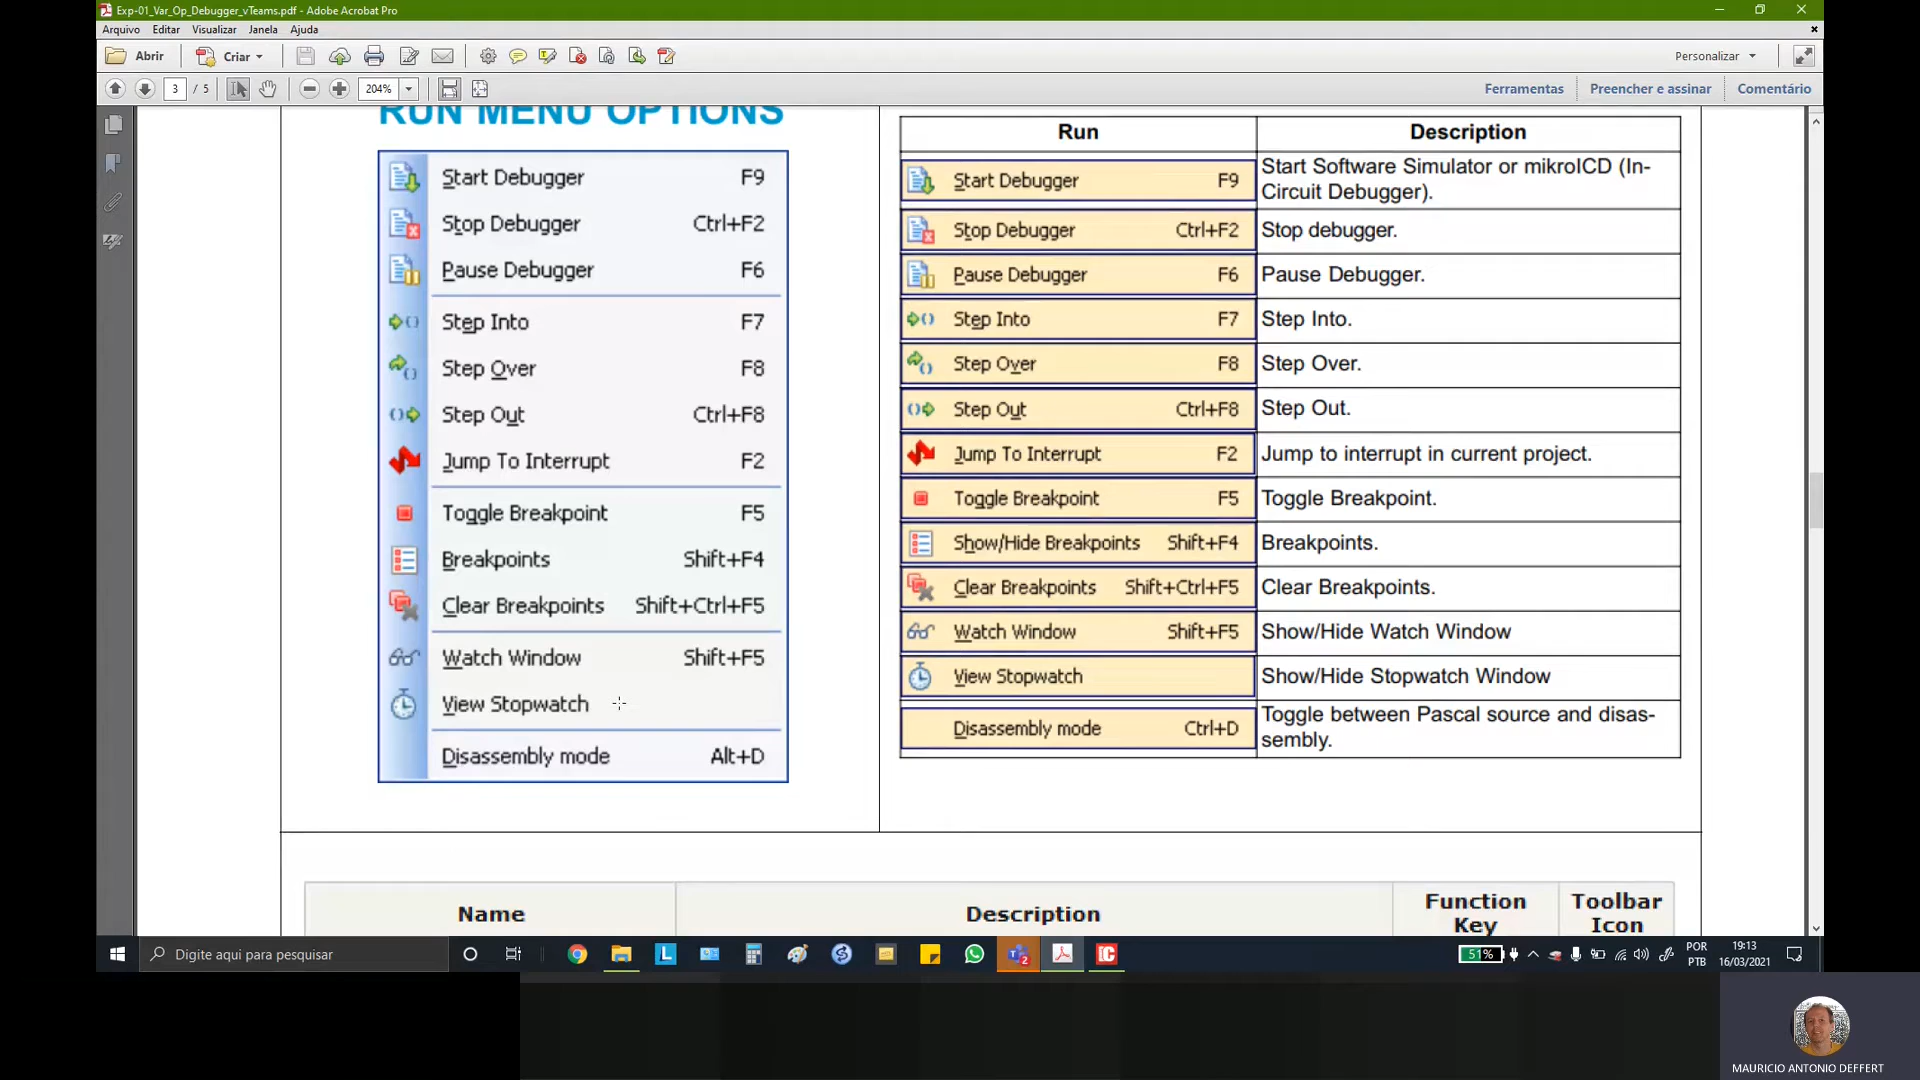 Exp-01_Var_Op_Debugger_vTeams.pdf - Adobe Acrobat Pro
Arquivo Editar Visualizar Janela Ajuda
Abrir Criar Personalizar
3 / 5 204% Ferramentas Preencher e assinar Comentário
RUN MENU OPTIONS
Start Debugger F9
Stop Debugger Ctrl+F2
Pause Debugger F6
Step Into F7
Step Over F8
Step Out Ctrl+F8
Jump To Interrupt F2
Toggle Breakpoint F5
Breakpoints Shift+F4
Clear Breakpoints Shift+Ctrl+F5
Watch Window Shift+F5
View Stopwatch
Disassembly mode Alt+D
Run Description
Start Debugger F9 Start Software Simulator or mikroICD (In-
Circuit Debugger).
Stop Debugger Ctrl+F2 Stop debugger.
Pause Debugger F6 Pause Debugger.
Step Into F7 Step Into.
Step Over F8 Step Over.
Step Out Ctrl+F8 Step Out.
Jump To Interrupt F2 Jump to interrupt in current project.
Toggle Breakpoint F5 Toggle Breakpoint.
Show/Hide Breakpoints Shift+F4 Breakpoints.
Clear Breakpoints Shift+Ctrl+F5 Clear Breakpoints.
Watch Window Shift+F5 Show/Hide Watch Window
View Stopwatch Show/Hide Stopwatch Window
Disassembly mode Ctrl+D Toggle between Pascal source and disas-
sembly.
Name Description Function
Key Toolbar
Icon
Digite aqui para pesquisar
51%
POR
PTB
19:13
16/03/2021
MAURICIO ANTONIO DEFFERT